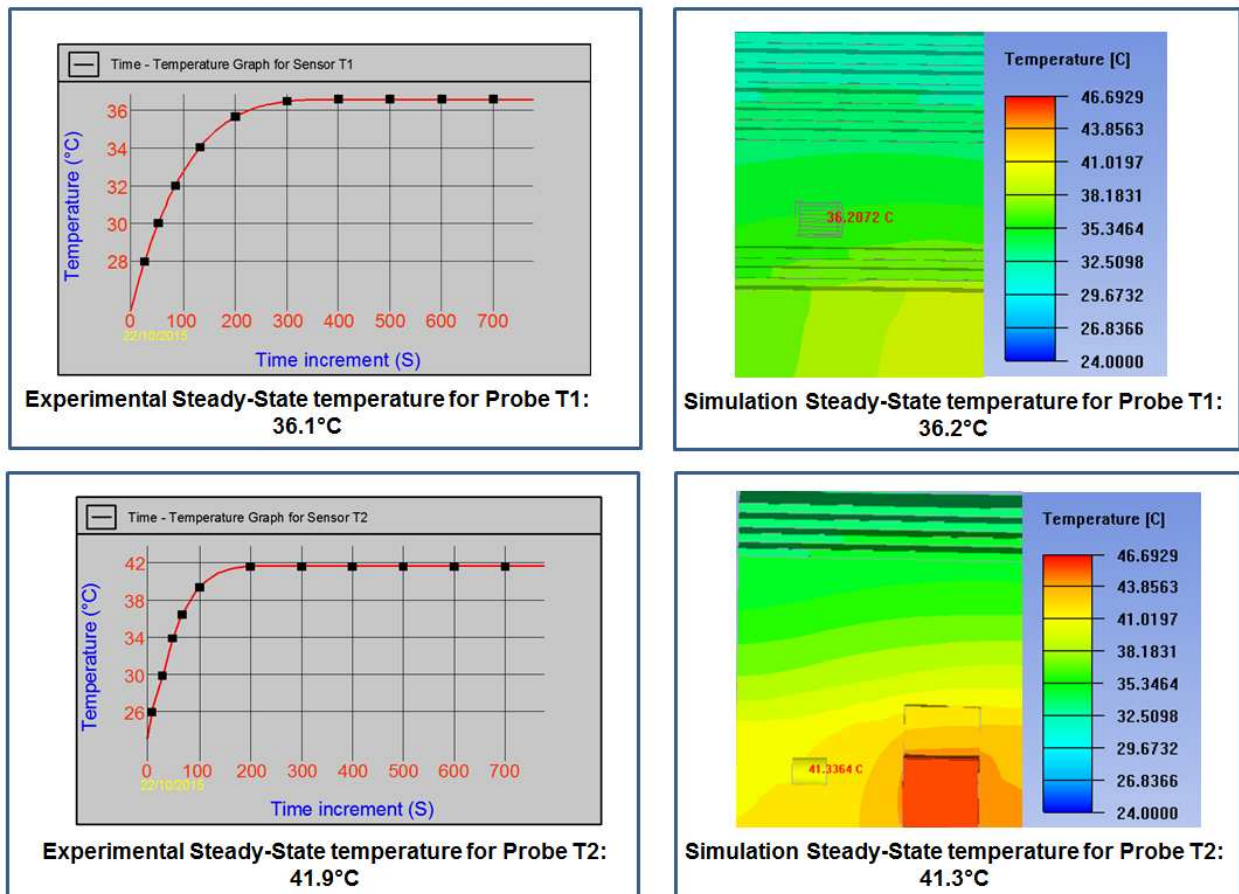 Time - Temperature Graph for Sensor T1
Temperature (°C)
36
34
32
30
28
0 100 200 300 400 500 600 700
22/10/2015
Time increment (S)
Experimental Steady-State temperature for Probe T1:
36.1°C
36.2072 C
Temperature [C]
46.6929
43.8563
41.0197
38.1831
35.3464
32.5098
29.6732
26.8366
24.0000
Simulation Steady-State temperature for Probe T1:
36.2°C
Time - Temperature Graph for Sensor T2
Temperature (°C)
42
38
34
30
26
0 100 200 300 400 500 600 700
22/10/2015
Time increment (S)
Experimental Steady-State temperature for Probe T2:
41.9°C
41.3364 C
Temperature [C]
46.6929
43.8563
41.0197
38.1831
35.3464
32.5098
29.6732
26.8366
24.0000
Simulation Steady-State temperature for Probe T2:
41.3°C